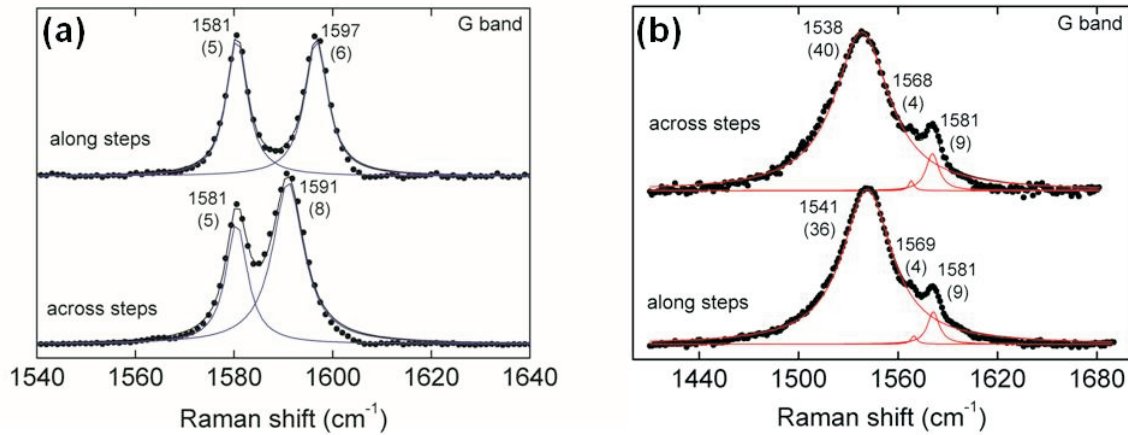 (a)
G band
1581
(5)
1597
(6)
along steps
1581
(5)
1591
(8)
across steps
1540 1560 1580 1600 1620 1640
Raman shift (cm⁻¹)
(b)
G band
1538
(40)
1568
(4)
1581
(9)
across steps
1541
(36)
1569
(4)
1581
(9)
along steps
1440 1500 1560 1620 1680
Raman shift (cm⁻¹)